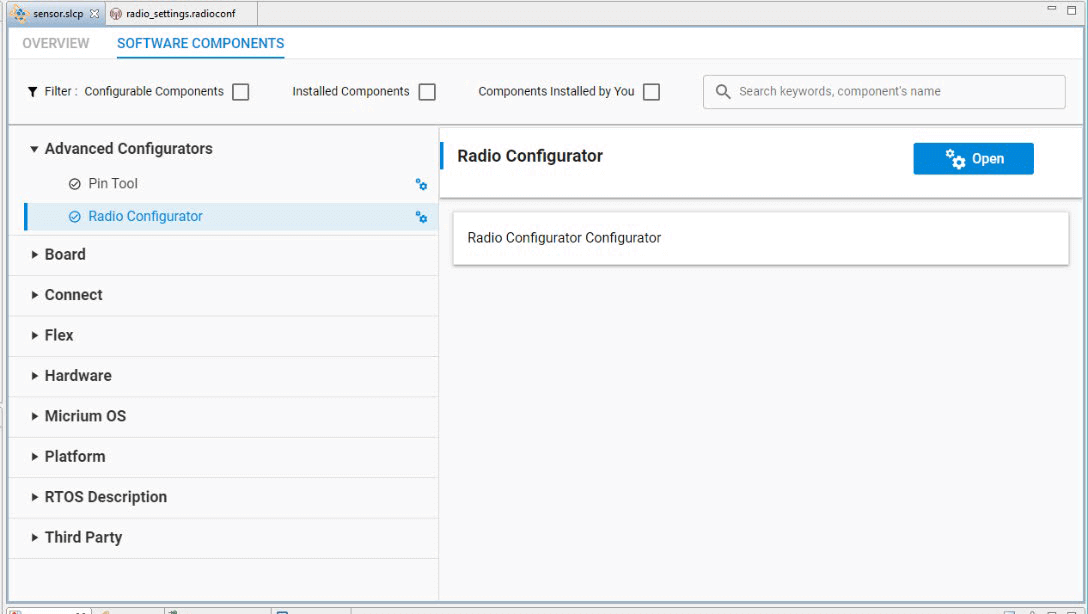 sensor.slcp radio_settings.radioconf
OVERVIEW SOFTWARE COMPONENTS
Filter : Configurable Components Installed Components Components Installed by You Search keywords, component's name
Advanced Configurators
Radio Configurator Open
Pin Tool
Radio Configurator
Radio Configurator Configurator
Board
Connect
Flex
Hardware
Micrium OS
Platform
RTOS Description
Third Party